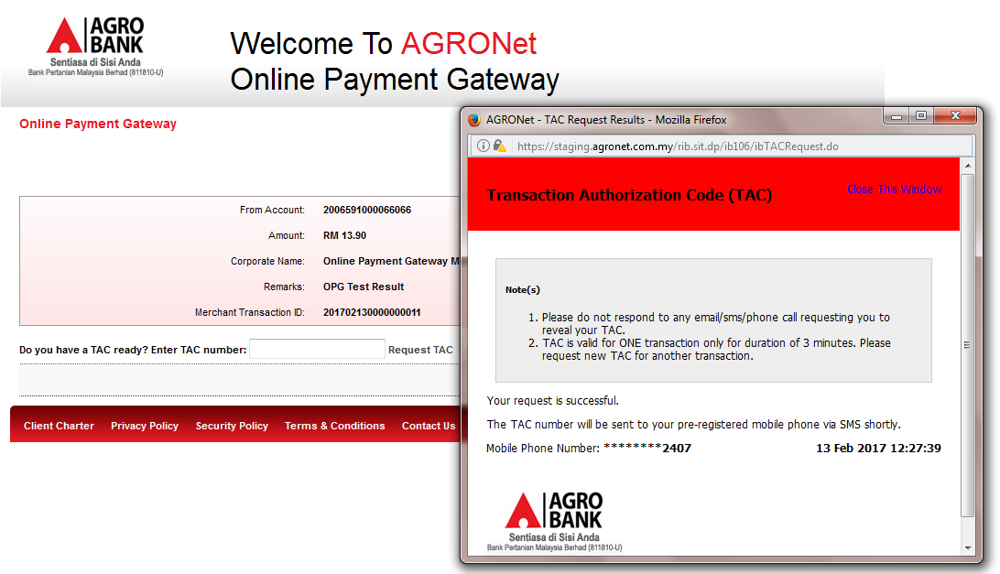 AGRO
BANK
Sentiasa di Sisi Anda
Bank Pertanian Malaysia Berhad (811810-U)
Welcome To AGRONet
Online Payment Gateway
Online Payment Gateway
From Account: 2006591000066066
Amount: RM 13.90
Corporate Name: Online Payment Gateway M
Remarks: OPG Test Result
Merchant Transaction ID: 201702130000000011
Do you have a TAC ready? Enter TAC number: Request TAC
Client Charter Privacy Policy Security Policy Terms & Conditions Contact Us
AGRONet - TAC Request Results - Mozilla Firefox
https://staging.agronet.com.my/rib.sit.dp/ib106/ibTACRequest.do
Transaction Authorization Code (TAC) Close This Window
Note(s)
1. Please do not respond to any email/sms/phone call requesting you to
reveal your TAC.
2. TAC is valid for ONE transaction only for duration of 3 minutes. Please
request new TAC for another transaction.
Your request is successful.
The TAC number will be sent to your pre-registered mobile phone via SMS shortly.
Mobile Phone Number: ********2407 13 Feb 2017 12:27:39
AGRO
BANK
Sentiasa di Sisi Anda
Bank Pertanian Malaysia Berhad (811810-U)